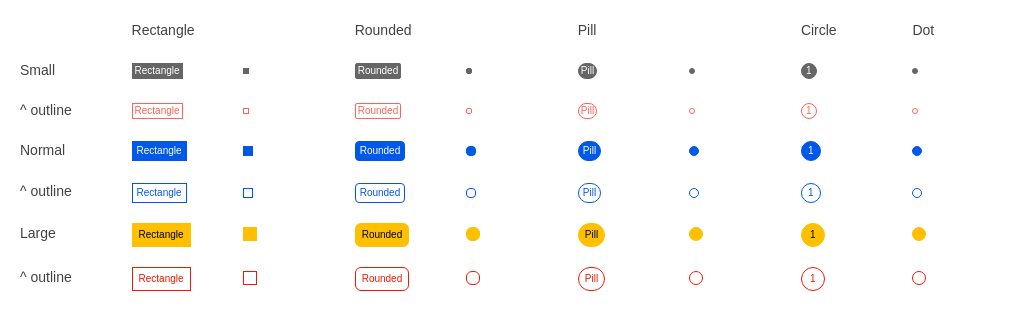 Rectangle Rounded Pill Circle Dot
Small Rectangle Rounded Pill 1
^ outline Rectangle Rounded Pill 1
Normal Rectangle Rounded Pill 1
^ outline Rectangle Rounded Pill 1
Large Rectangle Rounded Pill 1
^ outline Rectangle Rounded Pill 1